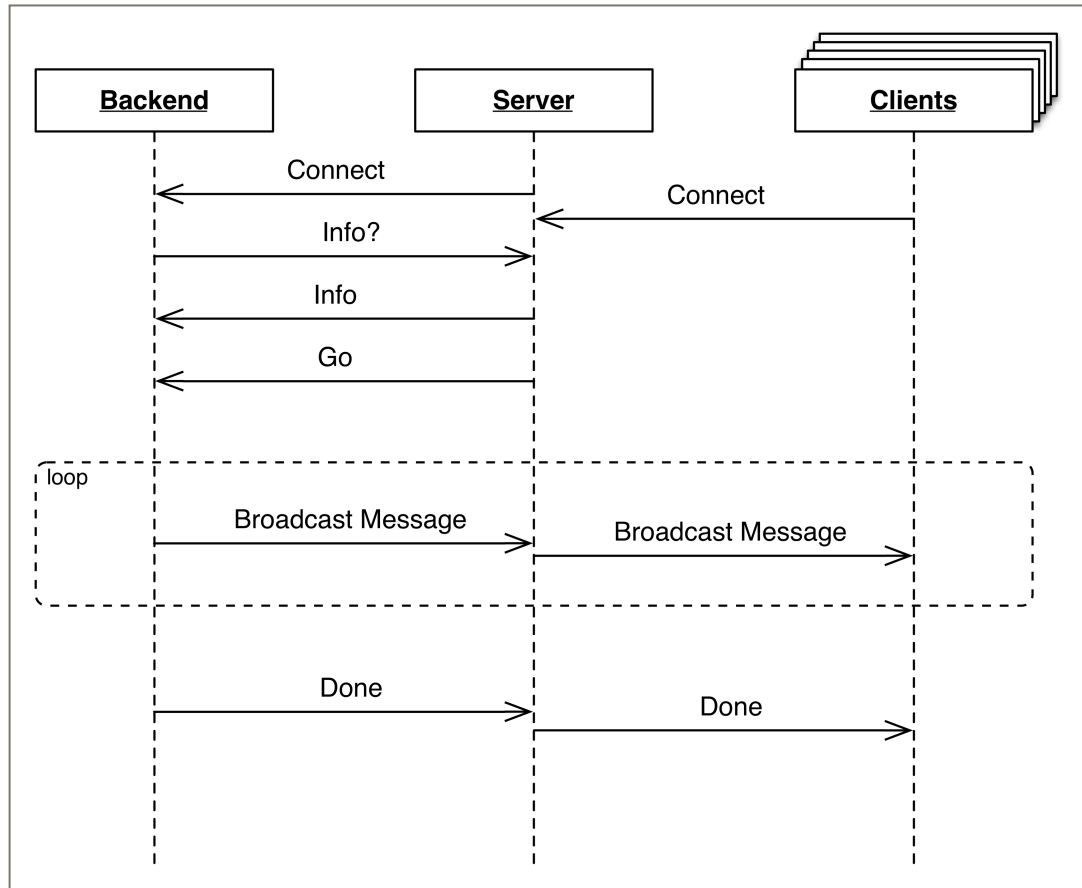 Backend
Server
Clients
Connect
Connect
Info?
Info
Go
loop
Broadcast Message
Broadcast Message
Done
Done